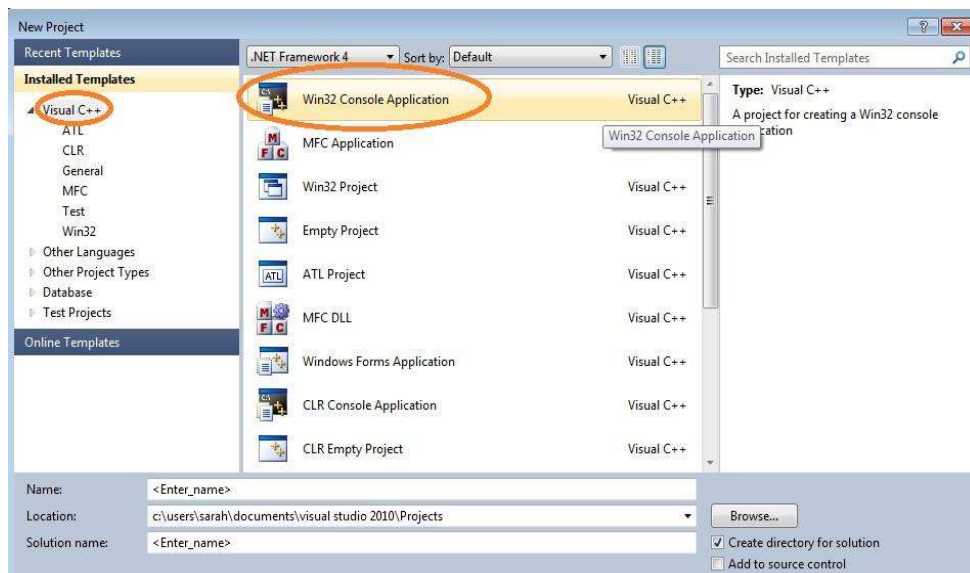 New Project
Recent Templates
.NET Framework 4
Sort by: Default
Search Installed Templates
Installed Templates
Visual C++
ATL
CLR
General
MFC
Test
Win32
Other Languages
Other Project Types
Database
Test Projects
Online Templates
Win32 Console Application Visual C++
MFC Application
Win32 Console Application
Win32 Project Visual C++
Empty Project Visual C++
ATL Project Visual C++
MFC DLL Visual C++
Windows Forms Application Visual C++
CLR Console Application Visual C++
CLR Empty Project Visual C++
Type: Visual C++
A project for creating a Win32 console
Name: <Enter_name>
Location: c:\users\sarah\documents\visual studio 2010\Projects
Browse...
Solution name: <Enter_name>
Create directory for solution
Add to source control